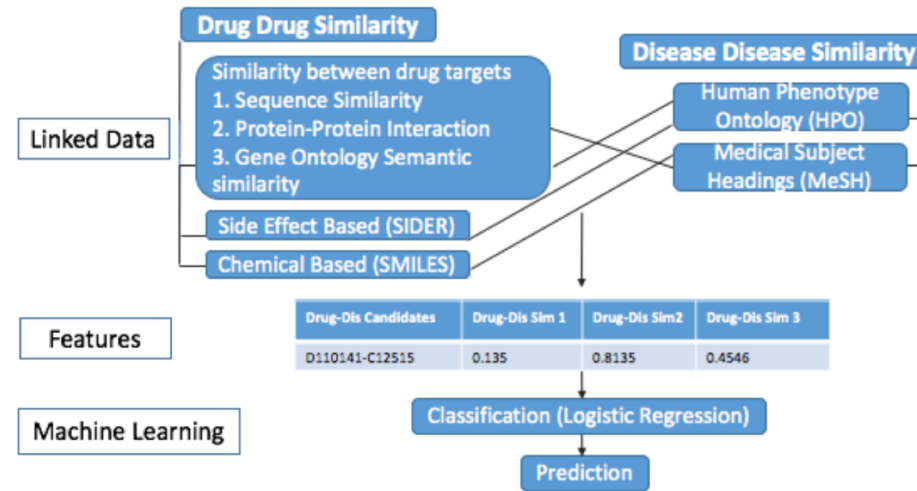 Drug Drug Similarity
Disease Disease Similarity
Linked Data
Similarity between drug targets
1. Sequence Similarity
2. Protein-Protein Interaction
3. Gene Ontology Semantic
similarity
Side Effect Based (SIDER)
Chemical Based (SMILES)
Human Phenotype
Ontology (HPO)
Medical Subject
Headings (MeSH)
Features
Drug-Dis Candidates Drug-Dis Sim 1 Drug-Dis Sim2 Drug-Dis Sim 3
D110141-C12515 0.135 0.8135 0.4546
Machine Learning
Classification (Logistic Regression)
Prediction